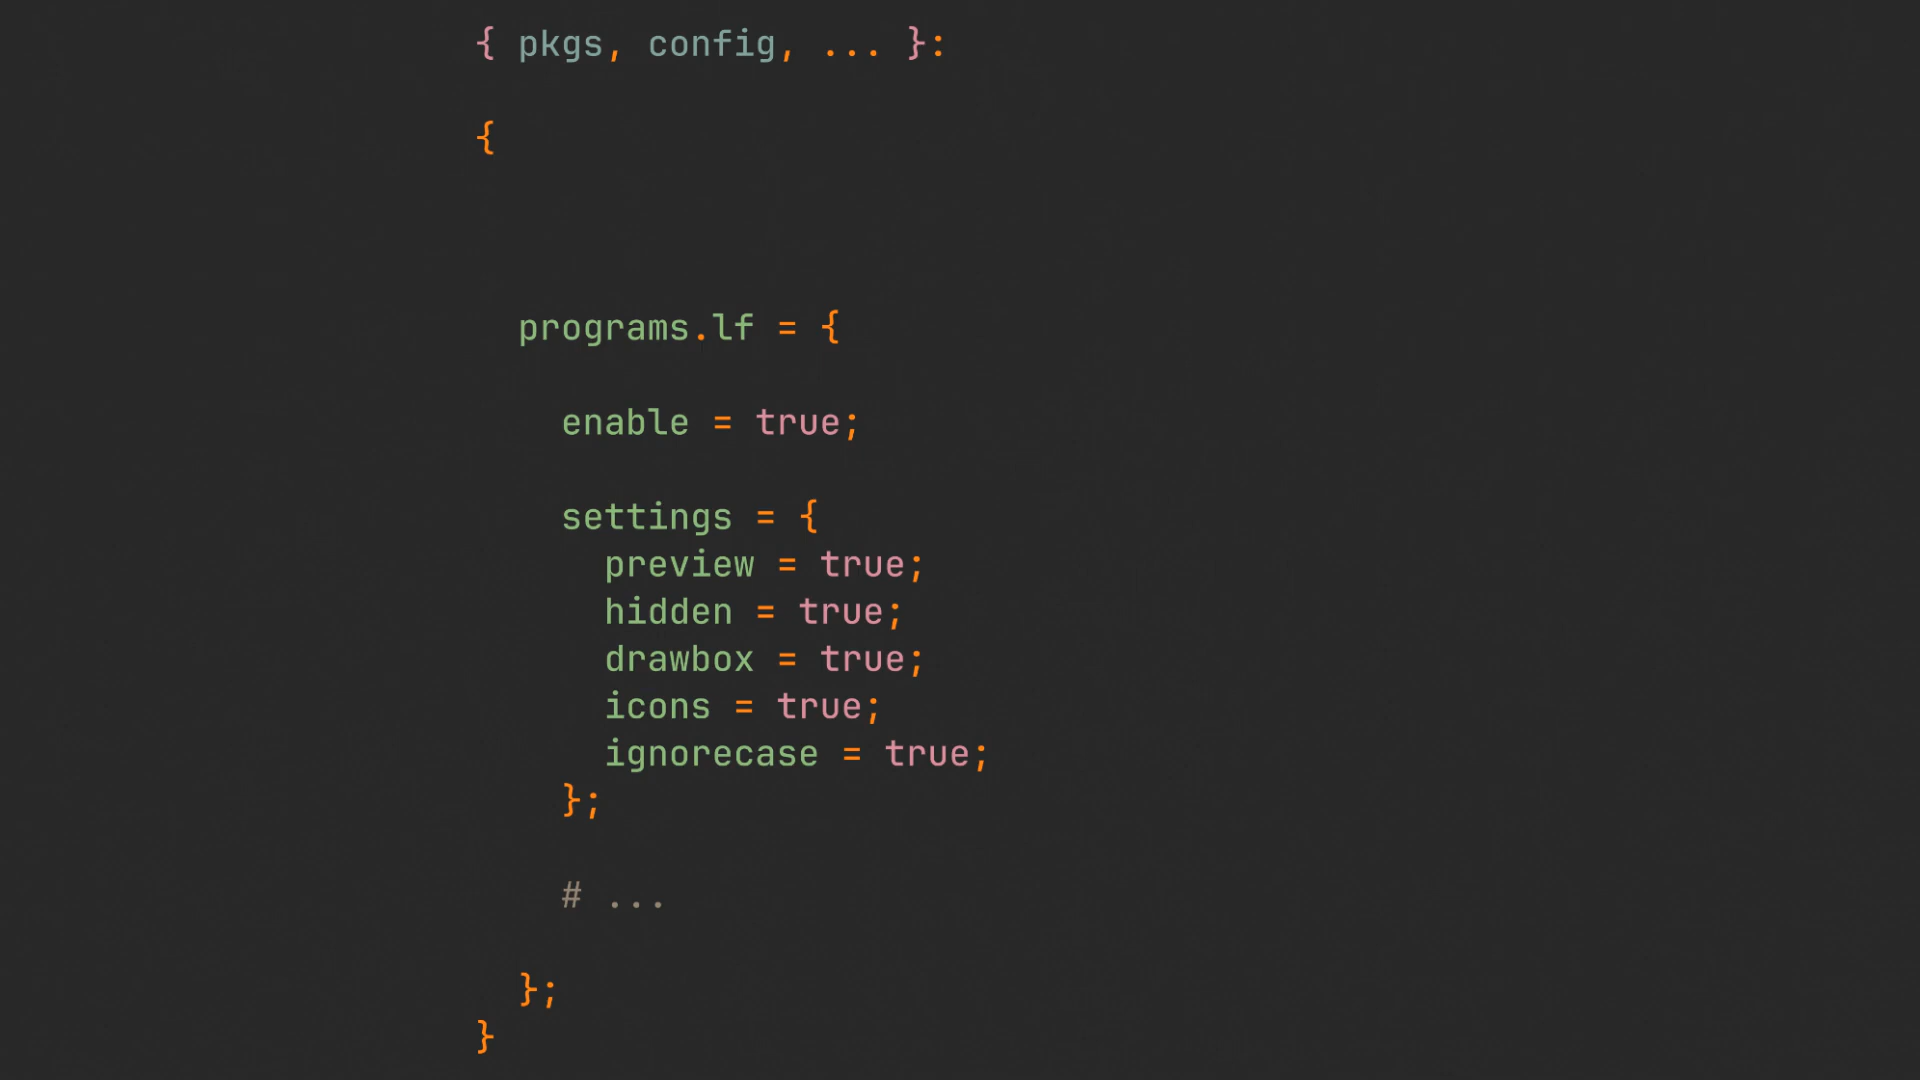 { pkgs, config, ... }:
{
programs.lf = {
enable = true;
settings = {
preview = true;
hidden = true;
drawbox = true;
icons = true;
ignorecase = true;
};
# ...
};
}